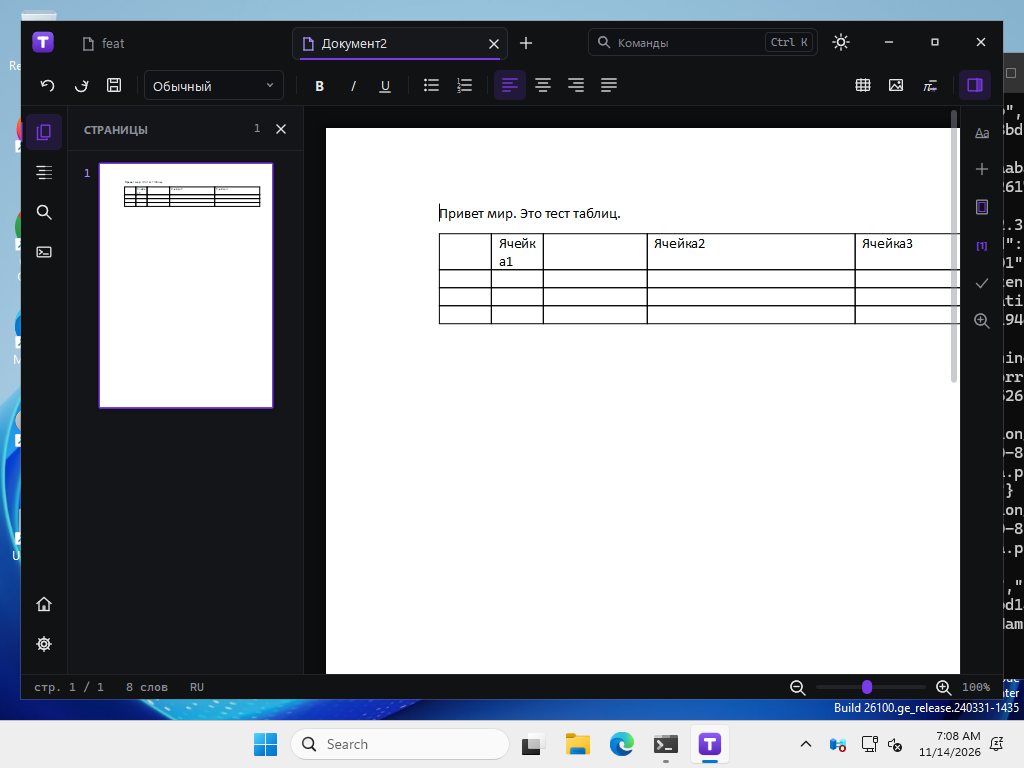 feat
Документ2
Команды
Ctrl K
Обычный
B
I
U
СТРАНИЦЫ
1
1
Aa
[1]
Привет мир. Это тест таблиц.
Ячейк
а1
Ячейка2
Ячейка3
стр. 1 / 1
8 слов
RU
100%
Build 26100.ge_release.240331-1435
Search
7:08 AM
11/14/2026